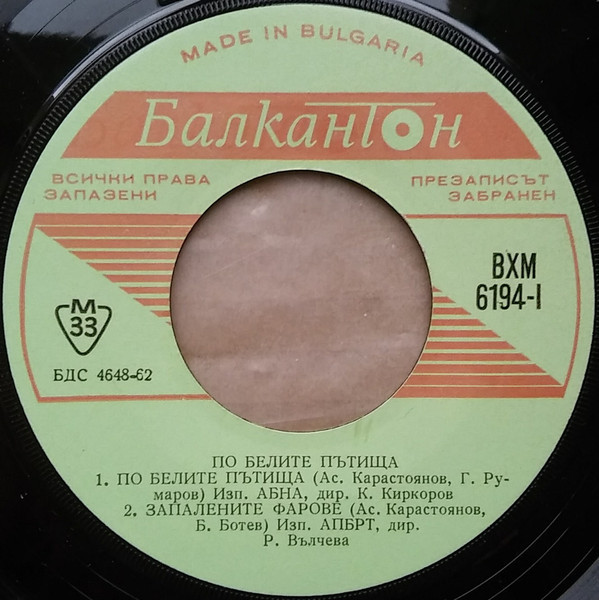 MADE IN BULGARIA
Балкантон
ВСИЧКИ ПРАВА
ЗАПАЗЕНИ
ПРЕЗАПИСЪТ
ЗАБРАНЕН
ВХМ
6194-I
М
33
БДС 4648-62
ПО БЕЛИТЕ ПЪТИЩА
1. ПО БЕЛИТЕ ПЪТИЩА (Ас. Карастоянов, Г. Ру-
маров) Изп. АБНА, дир. К. Киркоров
2. ЗАПАЛЕНИТЕ ФАРОВЕ (Ас. Карастоянов,
Б. Ботев) Изп. АПБРТ, дир.
Р. Вълчева